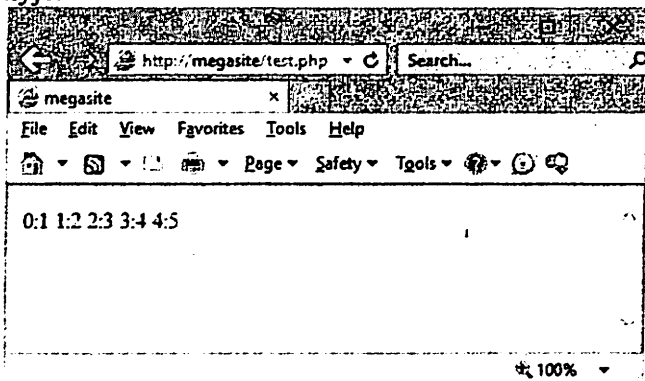 http://megasite/test.php Search...
megasite ×
File Edit View Favorites Tools Help
Page Safety Tools
0:1 1:2 2:3 3:4 4:5
100%